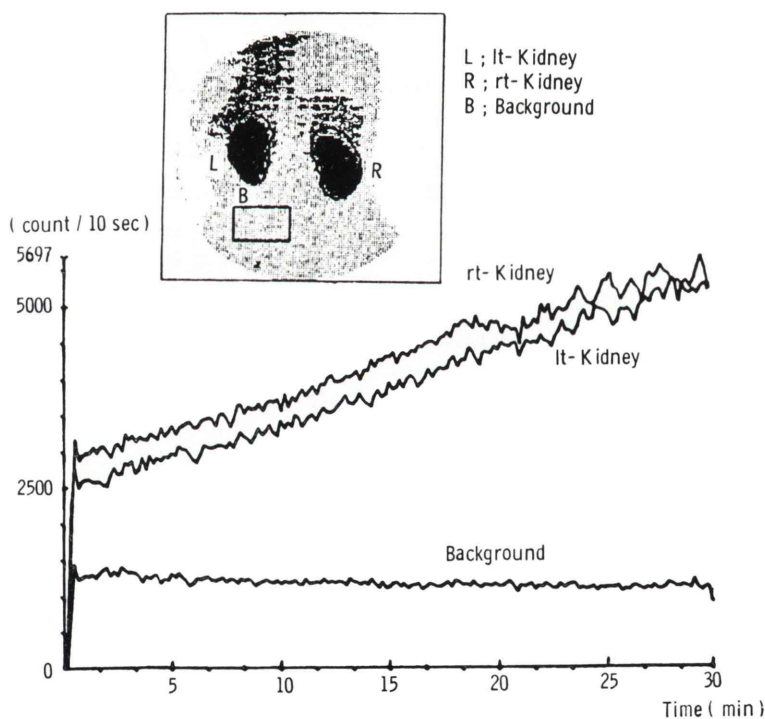 L ; lt-Kidney
R ; rt-Kidney
B ; Background
L
R
B
( count / 10 sec )
5697
5000
2500
0
rt-Kidney
lt-Kidney
Background
5
10
15
20
25
30
Time ( min )